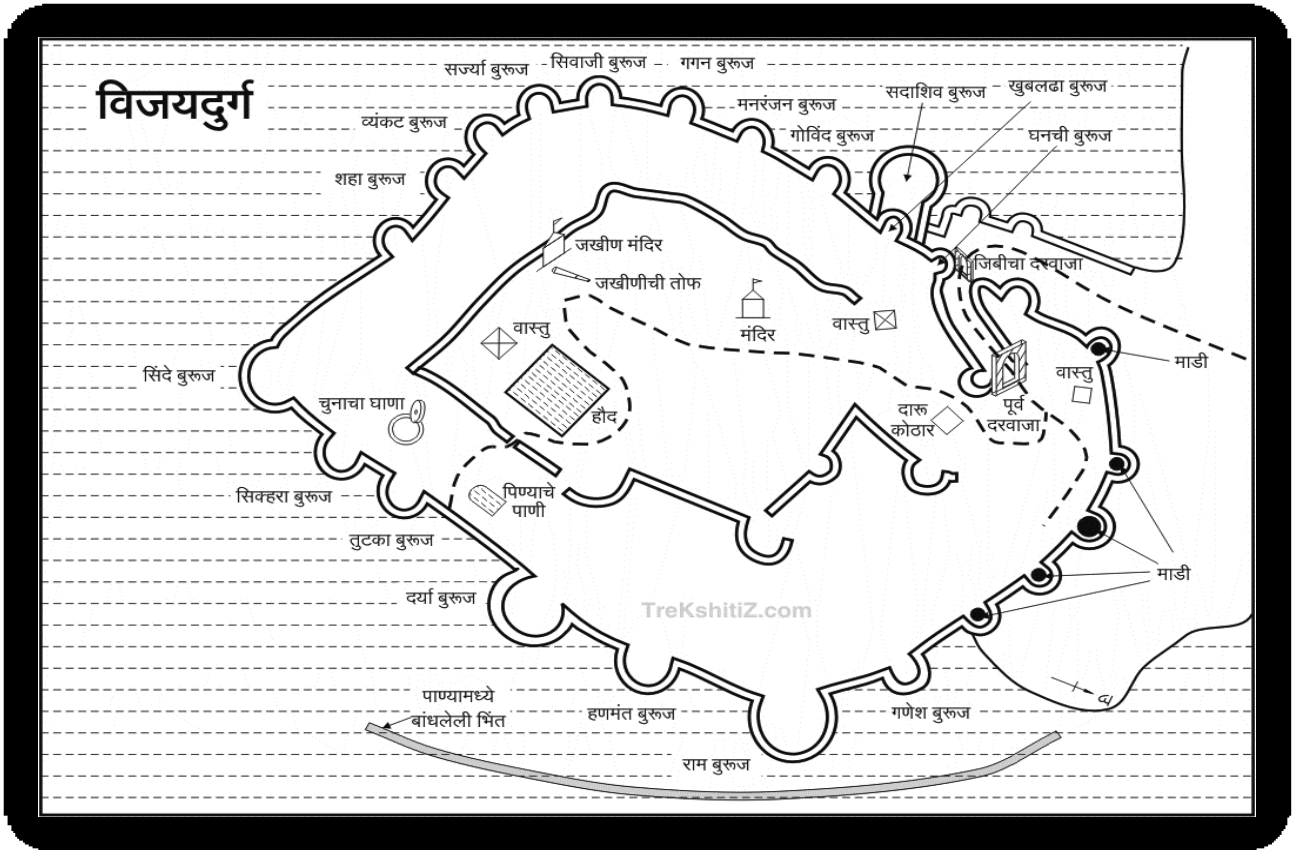 विजयदुर्ग
सर्ज्या बुरूज
सिवाजी बुरूज
गगन बुरूज
मनरंजन बुरूज
गोविंद बुरूज
सदाशिव बुरूज
खुबलढा बुरूज
घनची बुरूज
व्यंकट बुरूज
शहा बुरूज
जखीण मंदिर
जखीणीची तोफ
जिबीचा दरवाजा
मंदिर
वास्तु
वास्तु
माडी
वास्तु
सिंदे बुरूज
चुनाचा घाणा
हौद
दारू
कोठार
पूर्व
दरवाजा
सिक्हरा बुरूज
पिण्याचे
पाणी
तुटका बुरूज
माडी
दर्या बुरूज
TreKshitiZ.com
पाण्यामध्ये
बांधलेली भिंत
हणमंत बुरूज
गणेश बुरूज
राम बुरूज